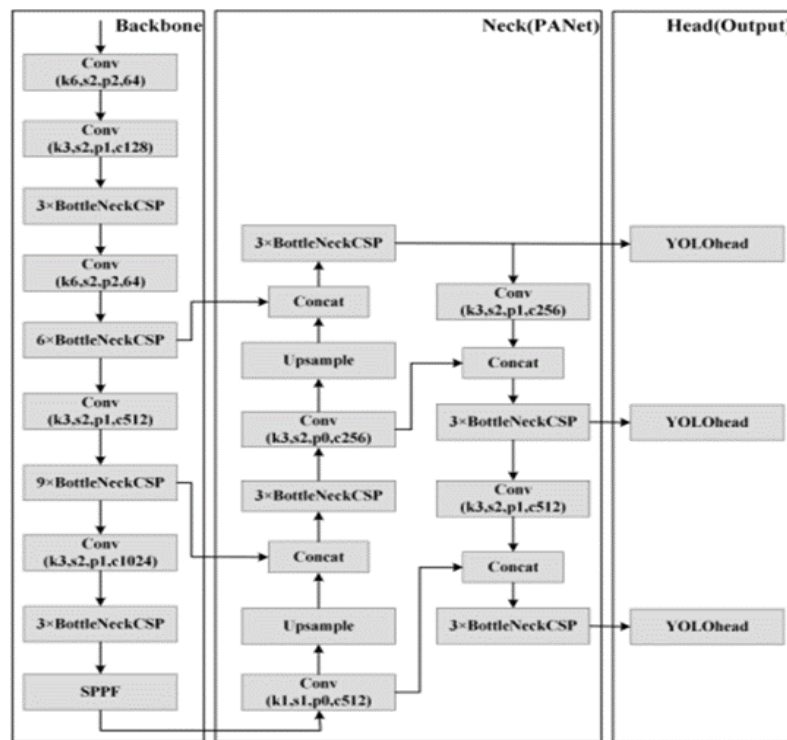 Backbone
Conv
(k6,s2,p2,64)
Conv
(k3,s2,p1,c128)
3×BottleNeckCSP
Conv
(k6,s2,p2,64)
6×BottleNeckCSP
Conv
(k3,s2,p1,c512)
9×BottleNeckCSP
Conv
(k3,s2,p1,c1024)
3×BottleNeckCSP
SPPF
Neck(PANet)
3×BottleNeckCSP
Concat
Upsample
Conv
(k3,s2,p0,c256)
3×BottleNeckCSP
Concat
Upsample
Conv
(k1,s1,p0,c512)
Conv
(k3,s2,p1,c256)
Concat
3×BottleNeckCSP
Conv
(k3,s2,p1,c512)
Concat
3×BottleNeckCSP
Head(Output)
YOLOhead
YOLOhead
YOLOhead